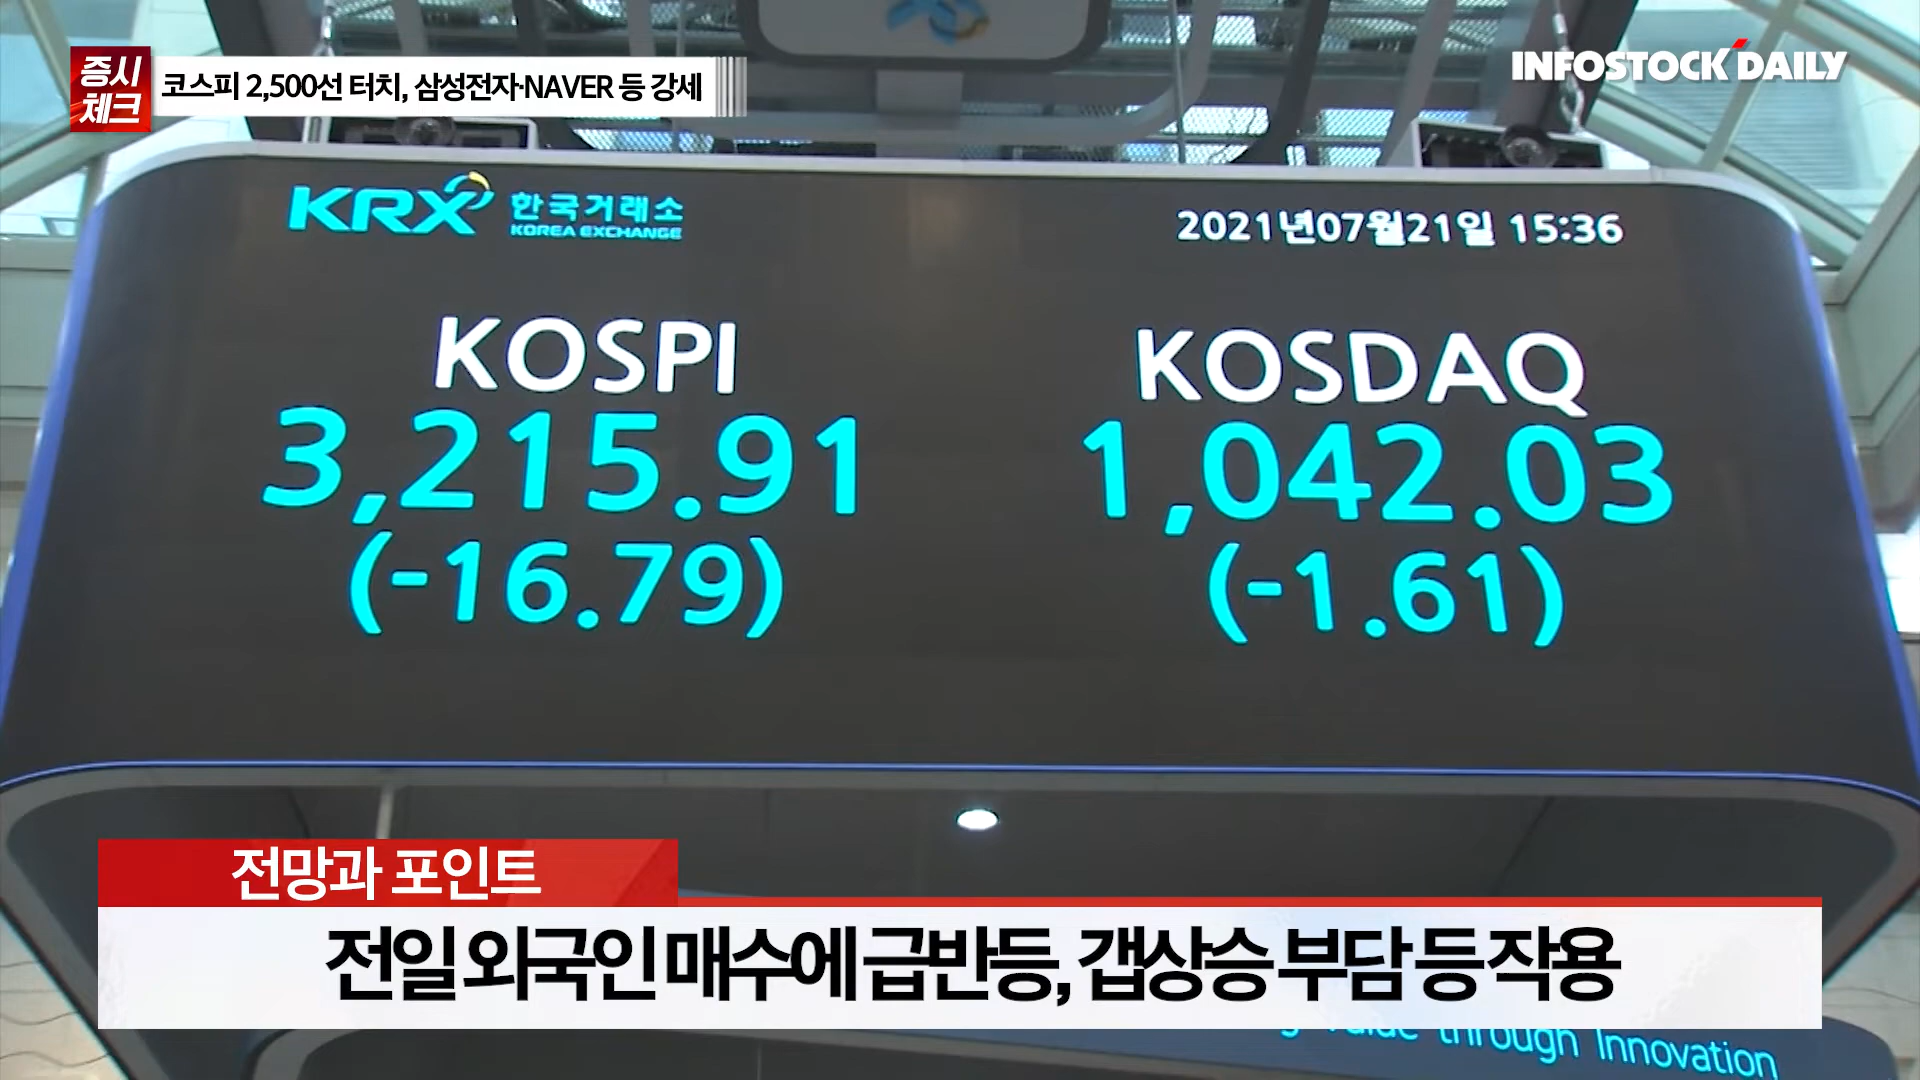 증시
체크
코스피 2,500선 터치, 삼성전자·NAVER 등 강세
INFOSTOCK DAILY
KRX 한국거래소
KOREA EXCHANGE
2021년07월21일 15:36
KOSPI
3,215.91
(-16.79)
KOSDAQ
1,042.03
(-1.61)
전망과 포인트
전일 외국인 매수에 급반등, 갭상승 부담 등 작용
through Innovation